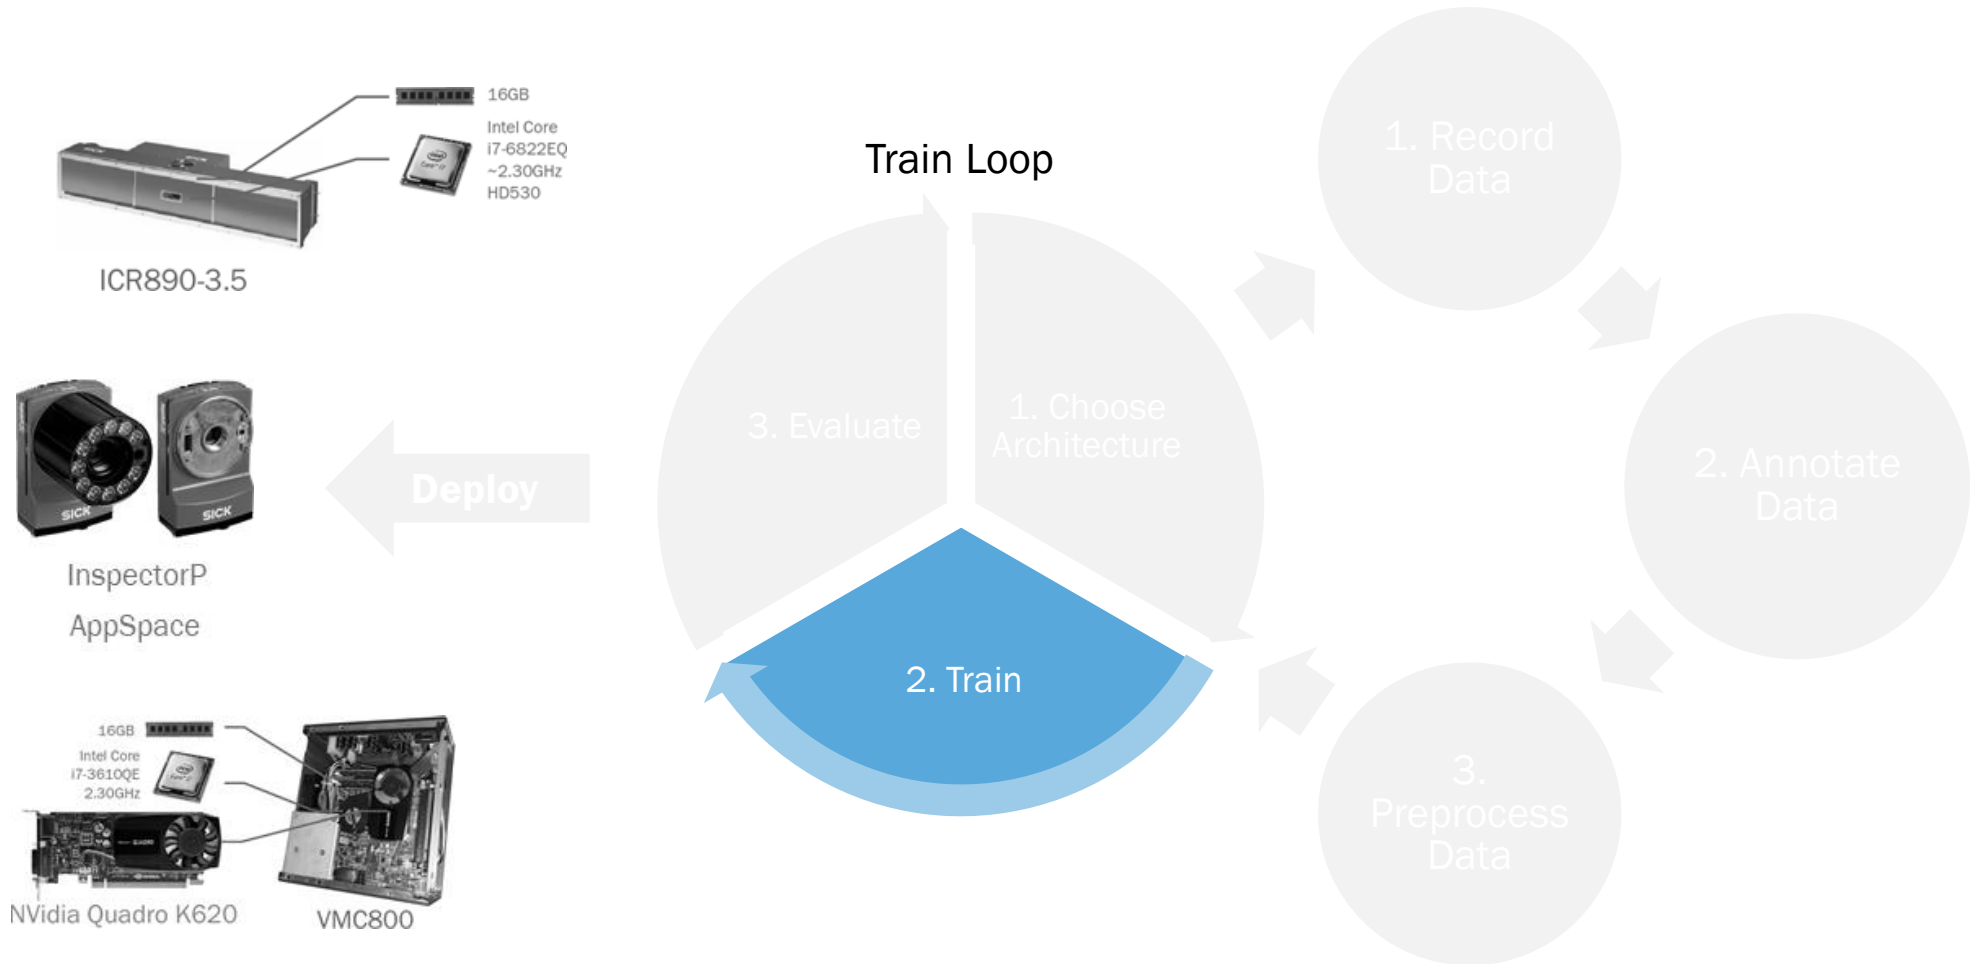 16GB
Intel Core
i7-6822EQ
~2.30GHz
HD530
ICR890-3.5
SICK
SICK
InspectorP
AppSpace
16GB
Intel Core
i7-3610QE
2.30GHz
NVidia Quadro K620
VMC800
Deploy
Train Loop
1. Choose
Architecture
2. Train
3. Evaluate
1. Record
Data
2. Annotate
Data
3.
Preprocess
Data